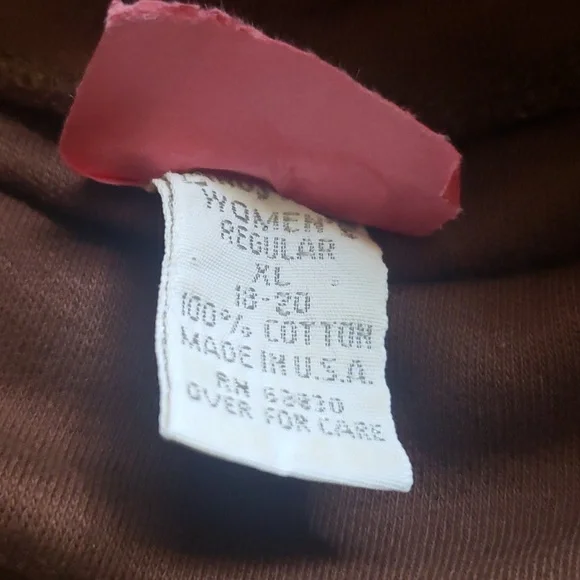 WOMEN'S
REGULAR
XL
18-20
100% COTTON
MADE IN U.S.A.
RN 62830
OVER FOR CARE